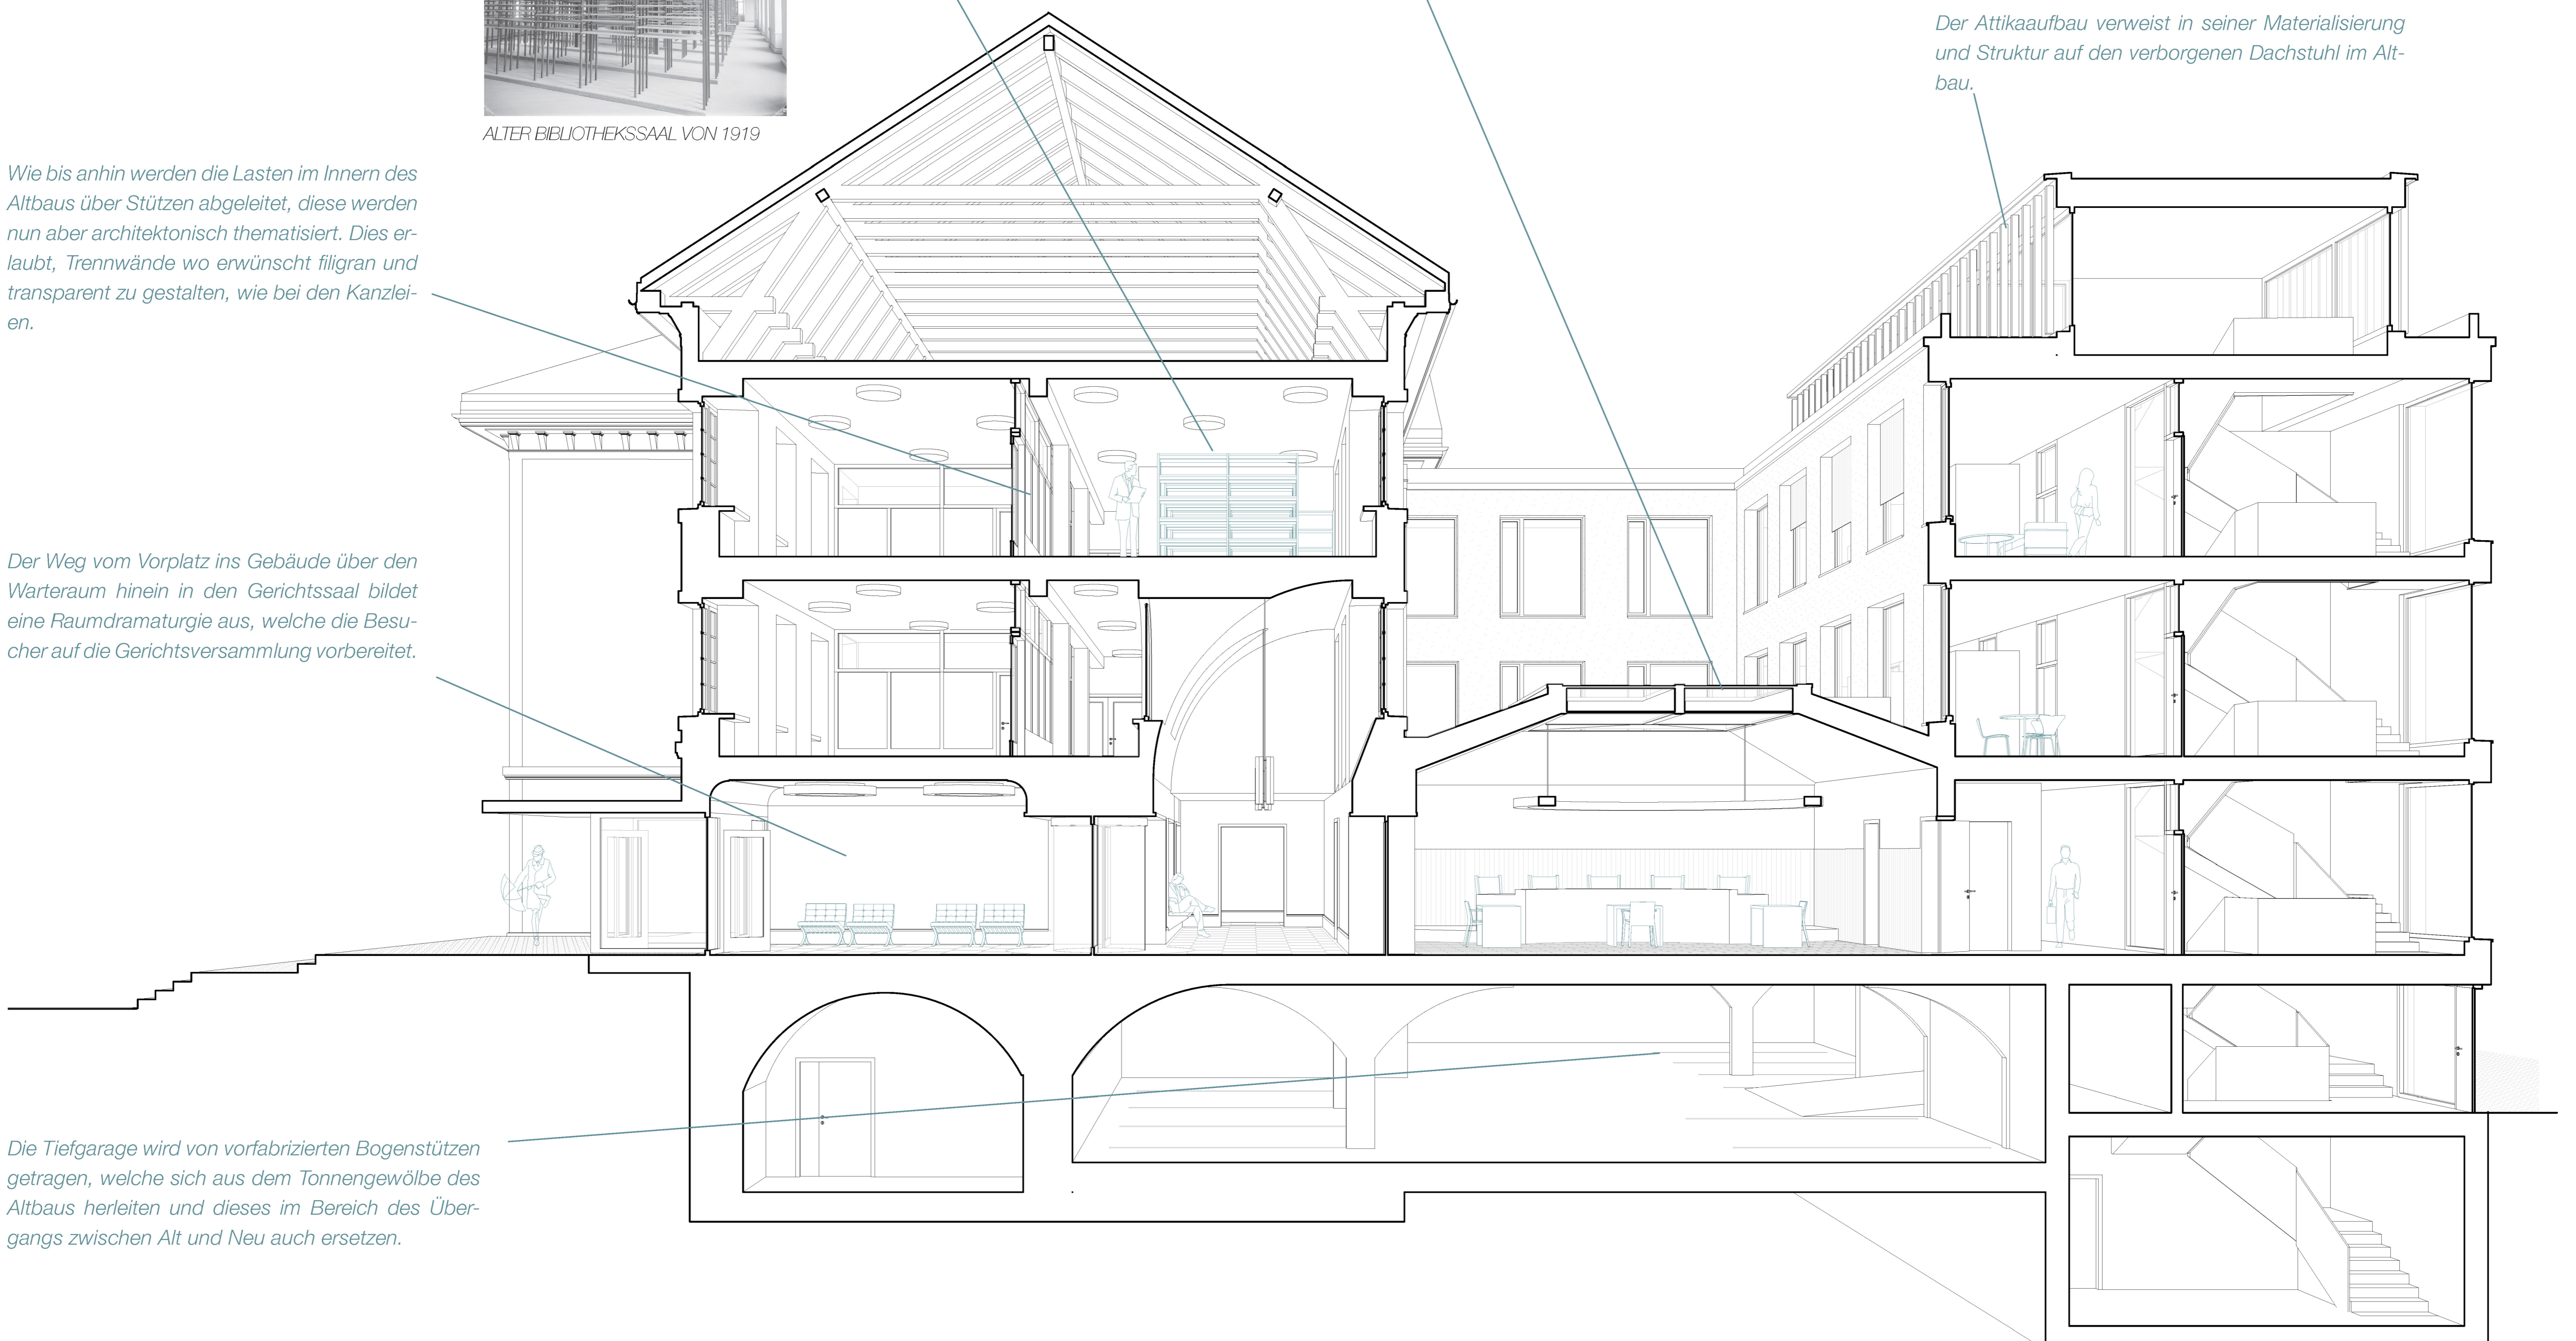 Der Attikaaufbau verweist in seiner Materialisierung
und Struktur auf den verborgenen Dachstuhl im Alt-
bau.
ALTER BIBLIOTHEKSSAAL VON 1919
Wie bis anhin werden die Lasten im Innern des
Altbaus über Stützen abgeleitet, diese werden
nun aber architektonisch thematisiert. Dies er-
laubt, Trennwände wo erwünscht filigran und
transparent zu gestalten, wie bei den Kanzlei-
en.
Der Weg vom Vorplatz ins Gebäude über den
Warteraum hinein in den Gerichtssaal bildet
eine Raumdramaturgie aus, welche die Besu-
cher auf die Gerichtsversammlung vorbereitet.
Die Tiefgarage wird von vorfabrizierten Bogenstützen
getragen, welche sich aus dem Tonnengewölbe des
Altbaus herleiten und dieses im Bereich des Über-
gangs zwischen Alt und Neu auch ersetzen.